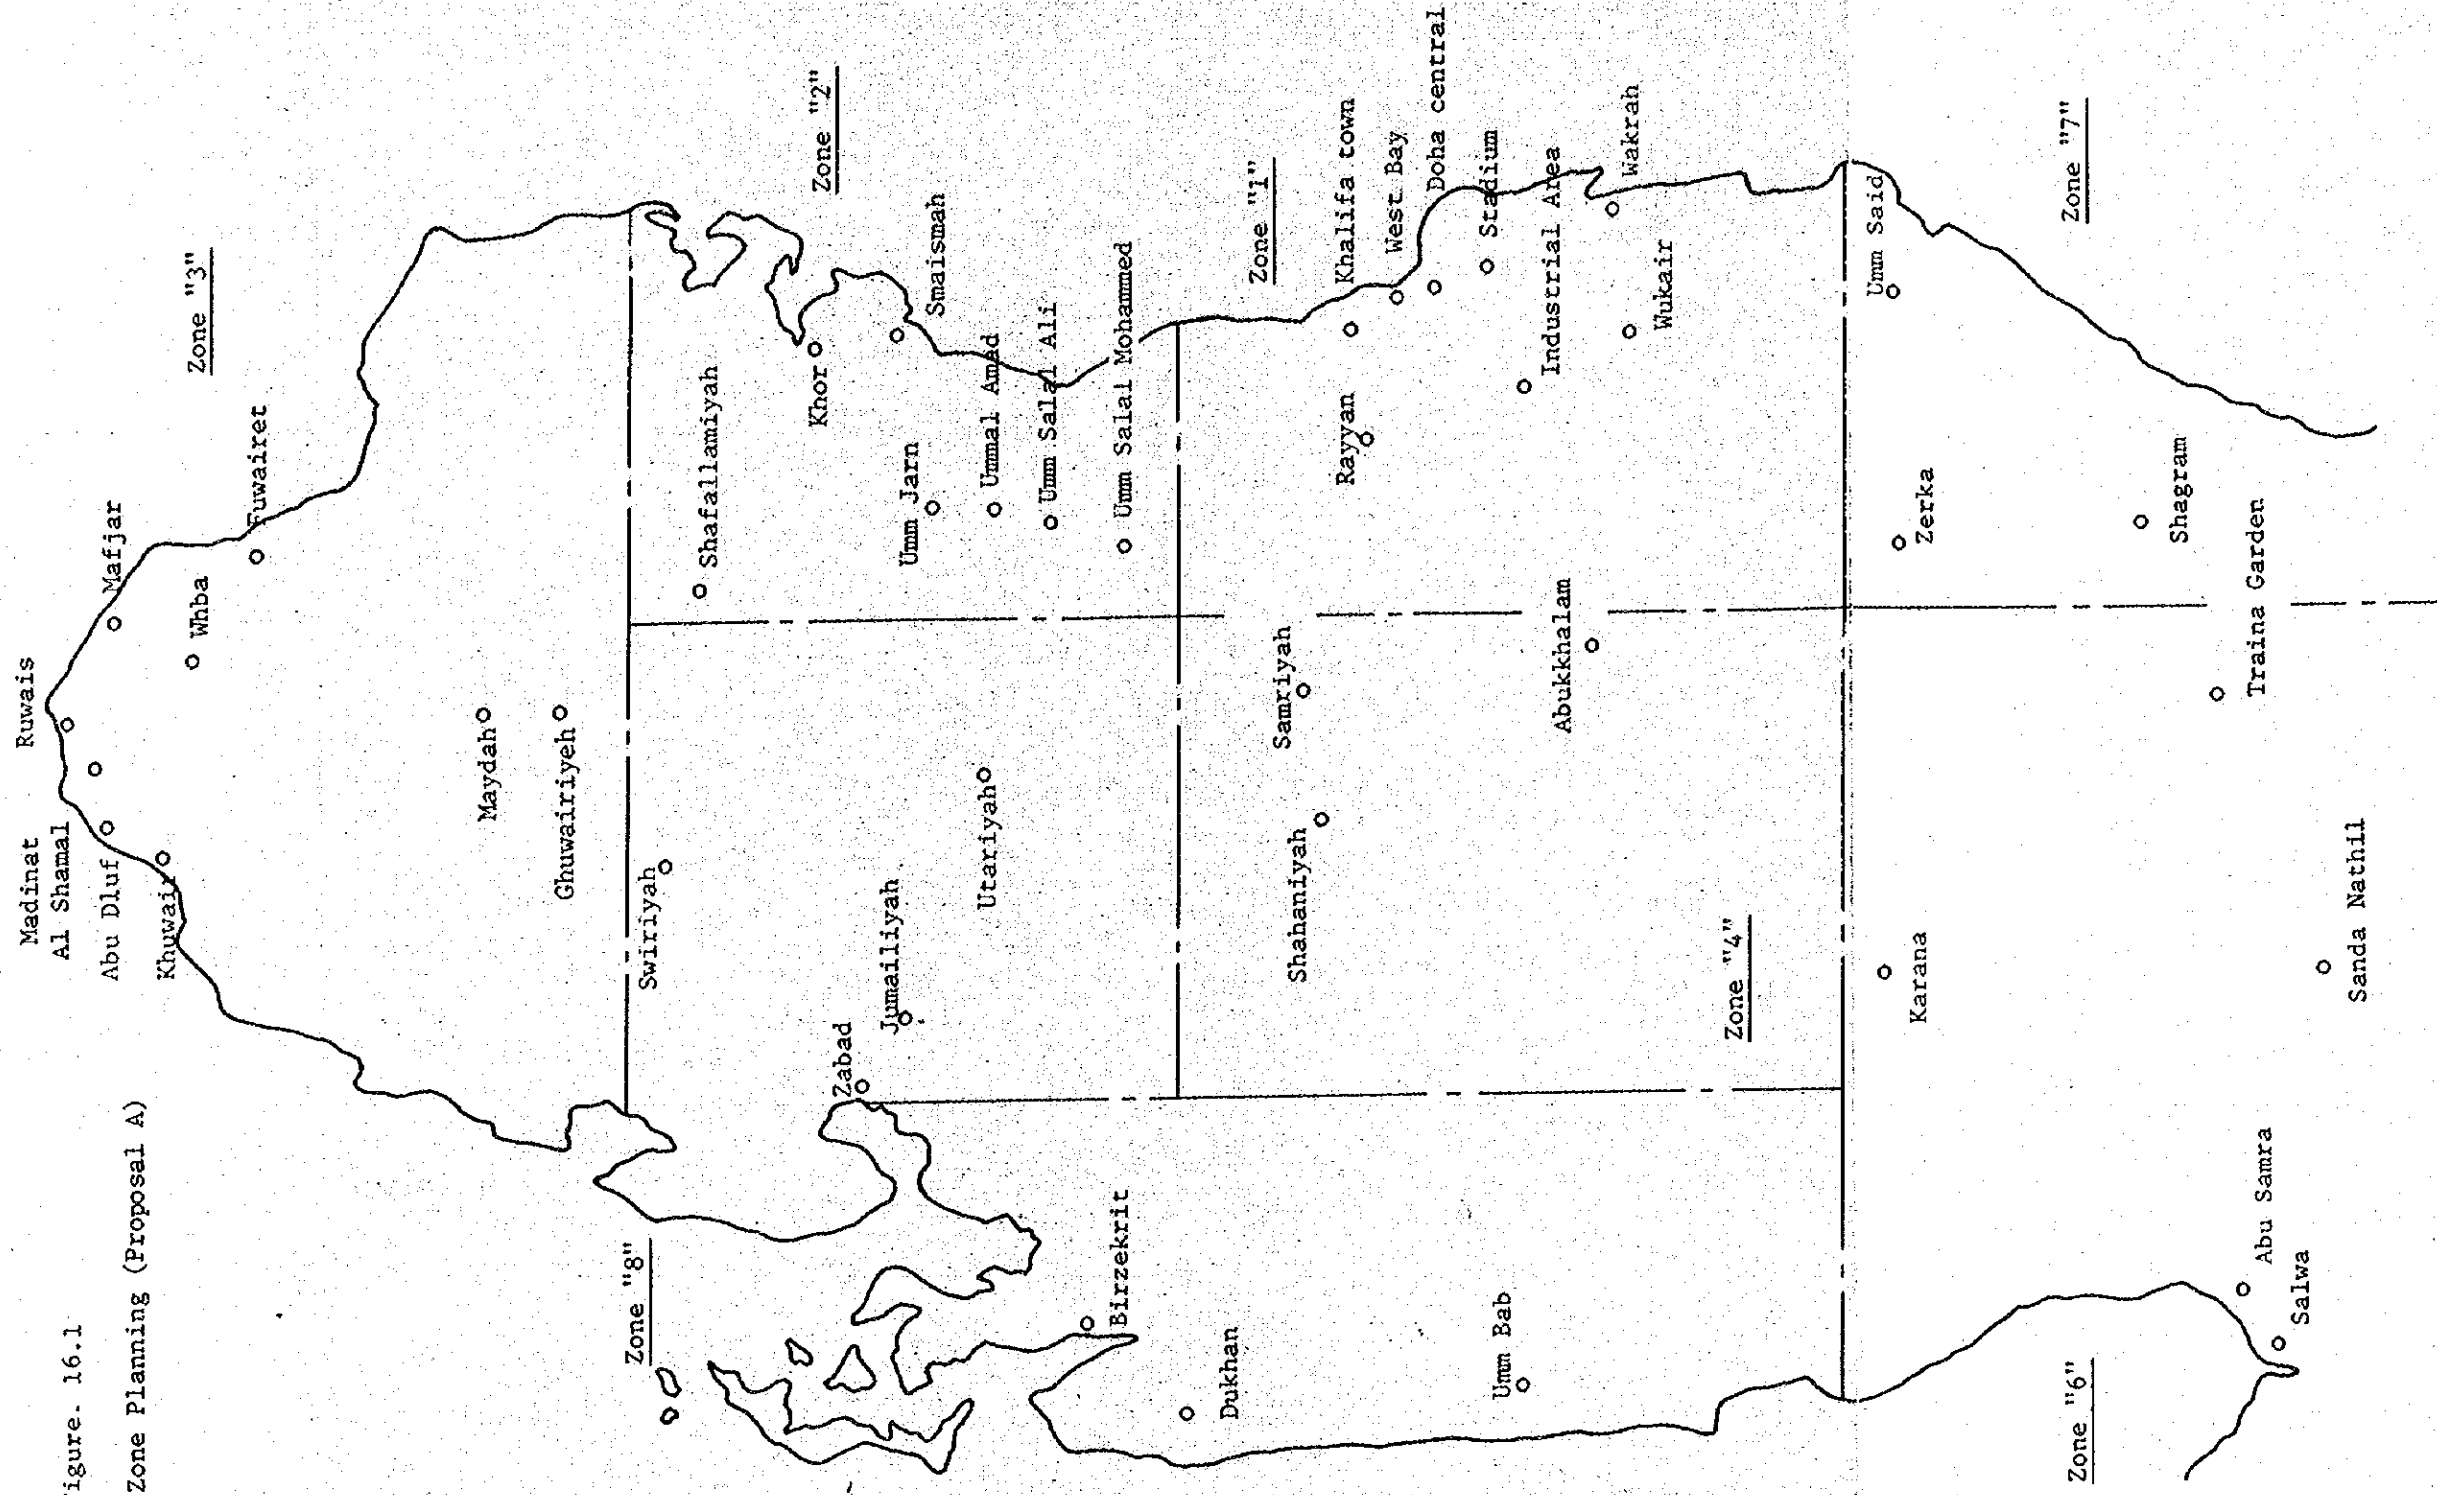 igure. 16.1
Zone Planning (Proposal A)
Madinat
Al Shamal
Ruwais
Abu Dluf
Khuwair
Mafjar
Whba
Zone "3"
Fuwairet
Maydah
Ghuwairiyeh
Swiriyah
Zone "8"
Shafallamiyah
Zone "2"
Khor
Smaismah
Zabad
Jumailiyah
Umm Jarn
Utariyah
Ummal Amad
Umm Salal Ali
Umm Salal Mohammed
Birzekrit
Dukhan
Zone "1"
Samriyah
Shahaniyah
Khalifa town
Rayyan
West Bay
Doha central
Stadium
Umm Bab
Industrial Area
Abukhalam
Wakrah
Wukair
Zone "4"
Umm Said
Karana
Zerka
Zone "7"
Zone "6"
Shagram
Traina Garden
Abu Samra
Salwa
Sanda Nathil